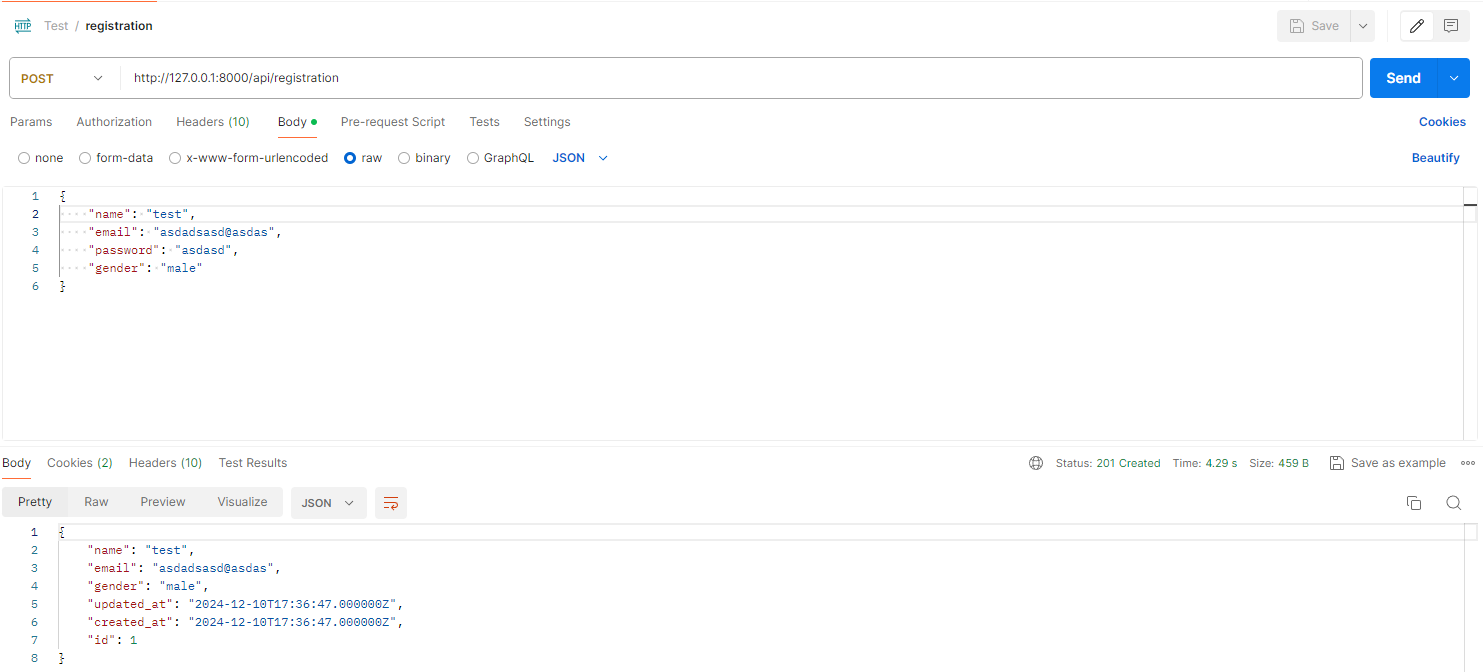 HTTP Test / registration Save
POST http://127.0.0.1:8000/api/registration Send
Params Authorization Headers (10) Body Pre-request Script Tests Settings Cookies
none form-data x-www-form-urlencoded raw binary GraphQL JSON Beautify
1 {
2 "name": "test",
3 "email": "asdadsasd@asdas",
4 "password": "asdasd",
5 "gender": "male"
6 }
Body Cookies (2) Headers (10) Test Results Status: 201 Created Time: 4.29 s Size: 459 B Save as example
Pretty Raw Preview Visualize JSON
1 {
2 "name": "test",
3 "email": "asdadsasd@asdas",
4 "gender": "male",
5 "updated_at": "2024-12-10T17:36:47.000000Z",
6 "created_at": "2024-12-10T17:36:47.000000Z",
7 "id": 1
8 }